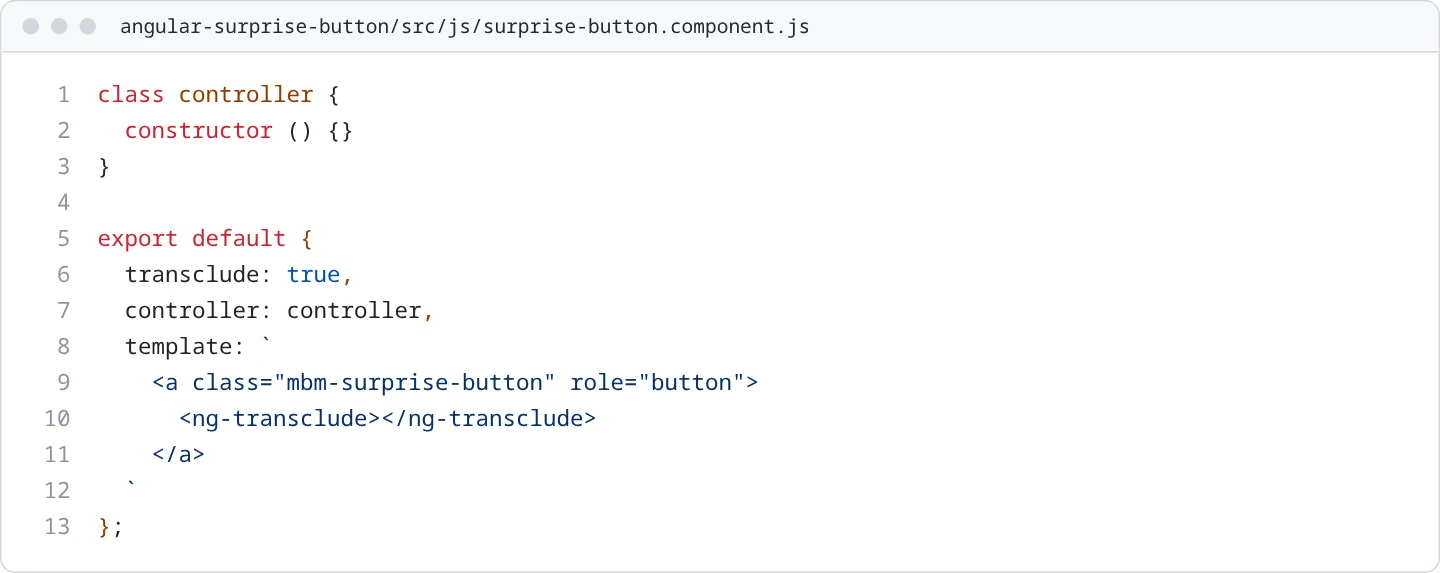 angular-surprise-button/src/js/surprise-button.component.js
1 class controller {
2   constructor () {}
3 }
4
5 export default {
6   transclude: true,
7   controller: controller,
8   template: `
9     <a class="mbm-surprise-button" role="button">
10       <ng-transclude></ng-transclude>
11     </a>
12   `
13 };